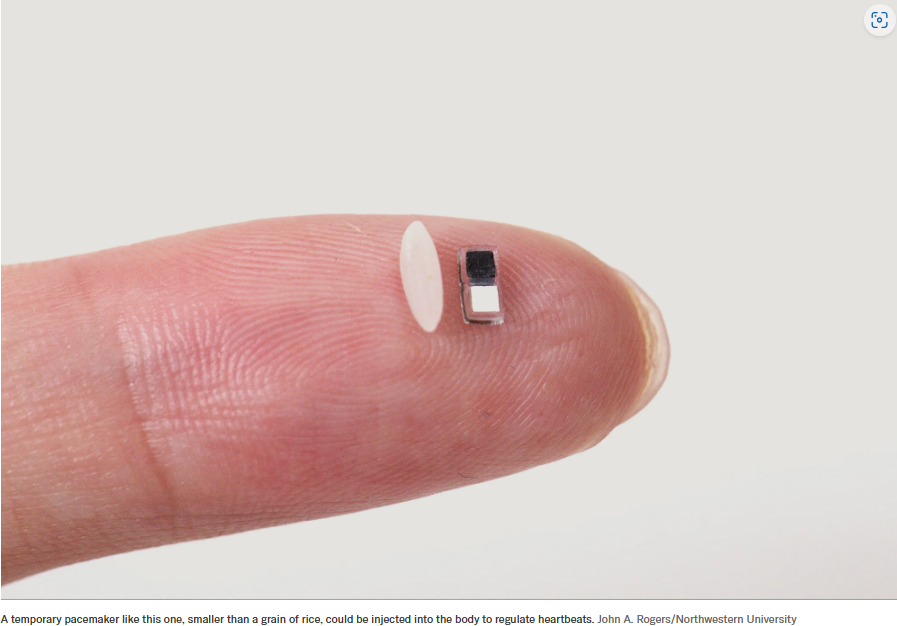 A temporary pacemaker like this one, smaller than a grain of rice, could be injected into the body to regulate heartbeats. John A. Rogers/Northwestern University